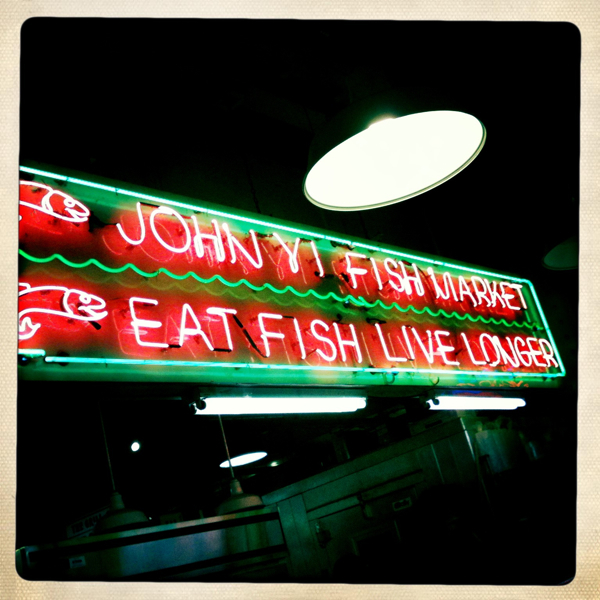 JOHN YI FISH MARKET
EAT FISH LIVE LONGER